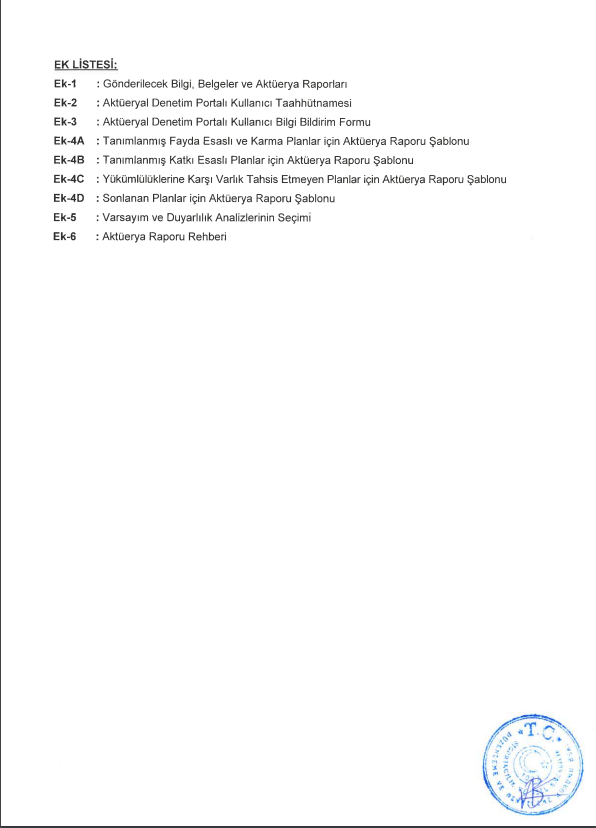 EK LİSTESİ:
Ek-1 : Gönderilecek Bilgi, Belgeler ve Aktüerya Raporları
Ek-2 : Aktüeryal Denetim Portalı Kullanıcı Taahhütnamesi
Ek-3 : Aktüeryal Denetim Portalı Kullanıcı Bilgi Bildirim Formu
Ek-4A : Tanımlanmış Fayda Esaslı ve Karma Planlar için Aktüerya Raporu Şablonu
Ek-4B : Tanımlanmış Katkı Esaslı Planlar için Aktüerya Raporu Şablonu
Ek-4C : Yükümlülüklerine Karşı Varlık Tahsis Etmeyen Planlar için Aktüerya Raporu Şablonu
Ek-4D : Sonlanan Planlar için Aktüerya Raporu Şablonu
Ek-5 : Varsayım ve Duyarlılık Analizlerinin Seçimi
Ek-6 : Aktüerya Raporu Rehberi
T.C.